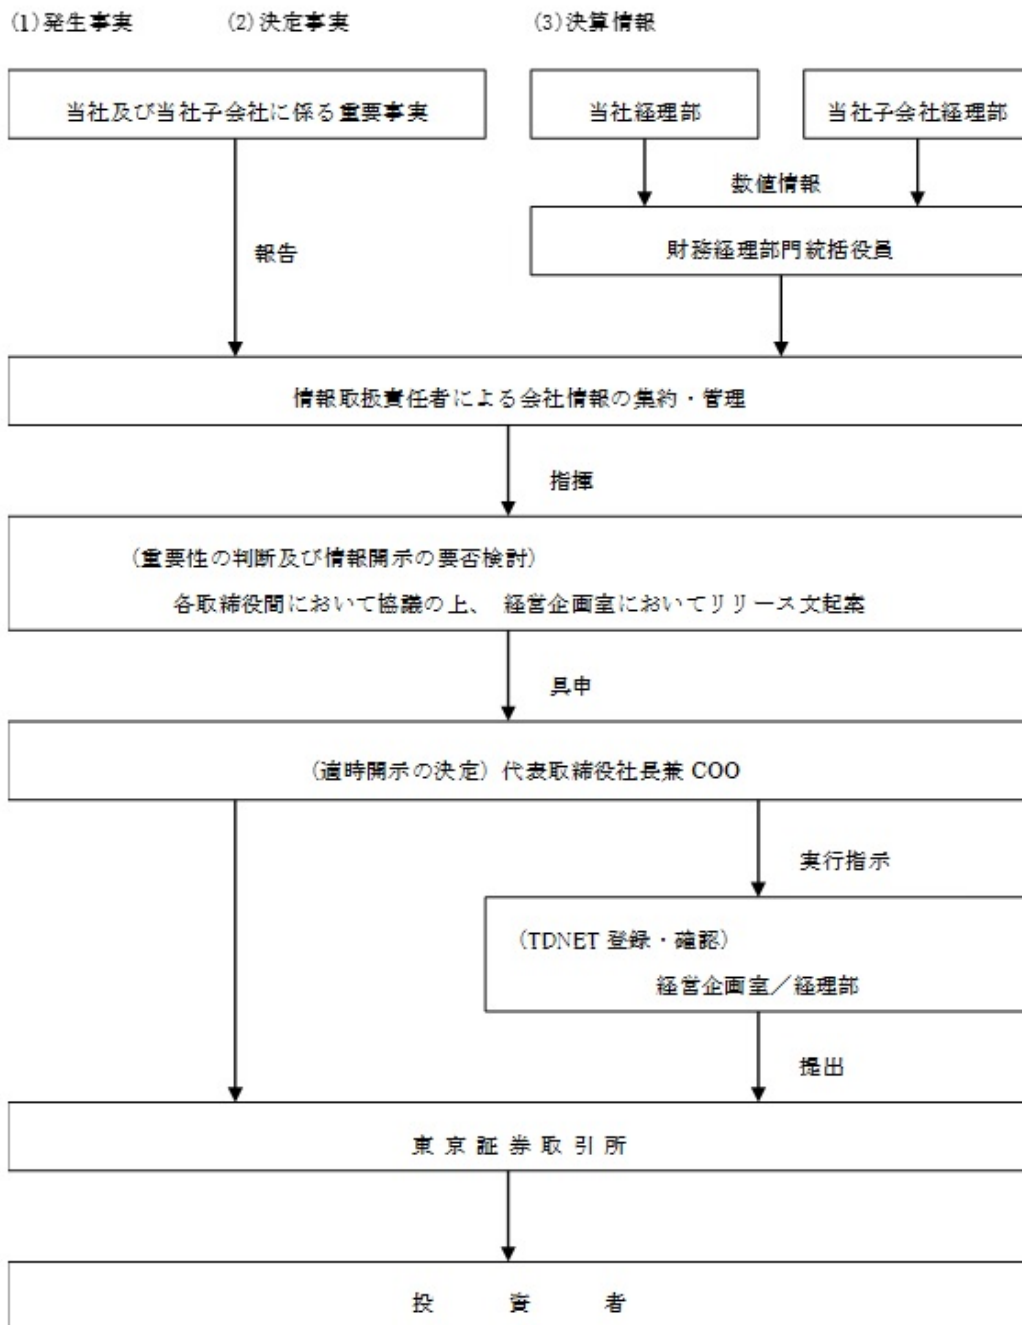 (1)発生事実 (2)決定事実 (3)決算情報
当社及び当社子会社に係る重要事実 当社経理部 当社子会社経理部
数値情報
報告 財務経理部門統括役員
情報取扱責任者による会社情報の集約・管理
指揮
(重要性の判断及び情報開示の要否検討)
各取締役間において協議の上、 経営企画室においてリリース文起案
具申
(適時開示の決定) 代表取締役社長兼 COO
実行指示
(TDNET 登録・確認)
経営企画室／経理部
提出
東 京 証 券 取 引 所
投 資 者